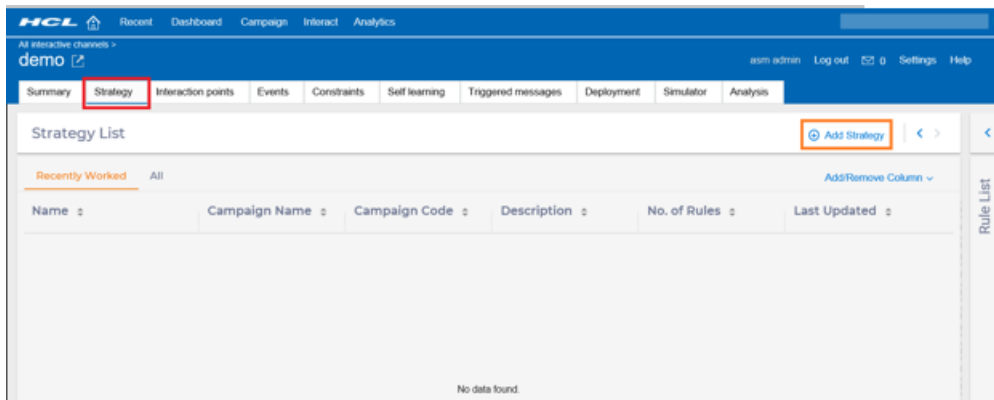 HCL Recent Dashboard Campaign Interact Analytics
All interactive channels >
demo
asm admin Log out 0 Settings Help
Summary Strategy Interaction points Events Constraints Self learning Triggered messages Deployment Simulator Analysis
Strategy List
Add Strategy
Recently Worked All
Add/Remove Column
Name Campaign Name Campaign Code Description No. of Rules Last Updated
Rule List
No data found.